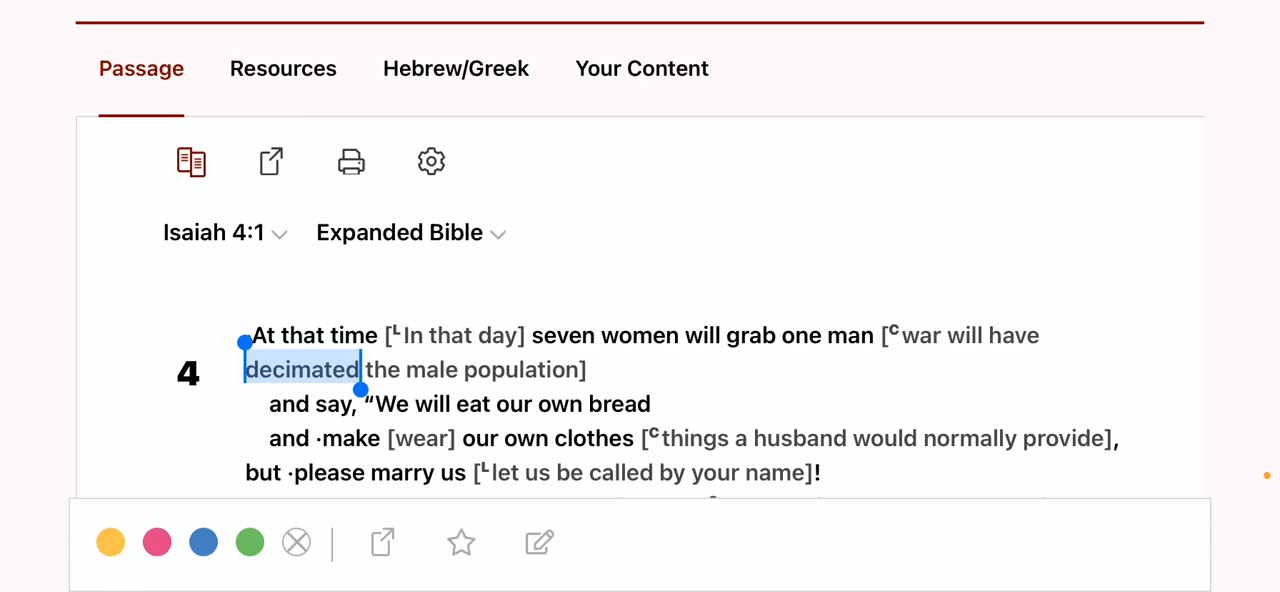 Passage Resources Hebrew/Greek Your Content
Isaiah 4:1 Expanded Bible
4 ·At that time [ᴸIn that day] seven women will grab one man [ᶜwar will have
decimated the male population]
and say, “We will eat our own bread
and ·make [wear] our own clothes [ᶜthings a husband would normally provide],
but ·please marry us [ᴸlet us be called by your name]!